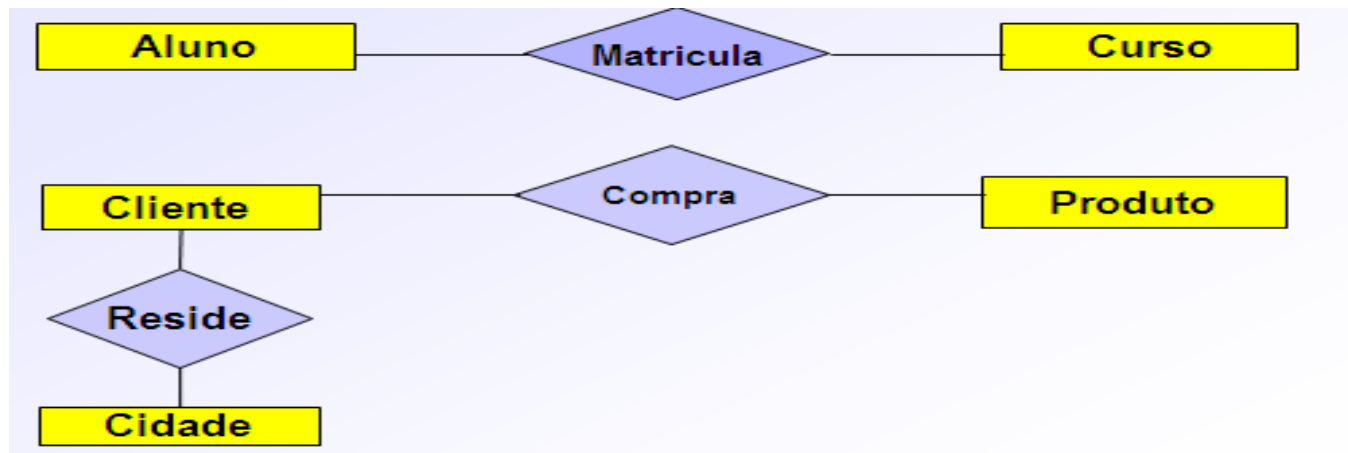 Aluno
Matricula
Curso
Cliente
Compra
Produto
Reside
Cidade